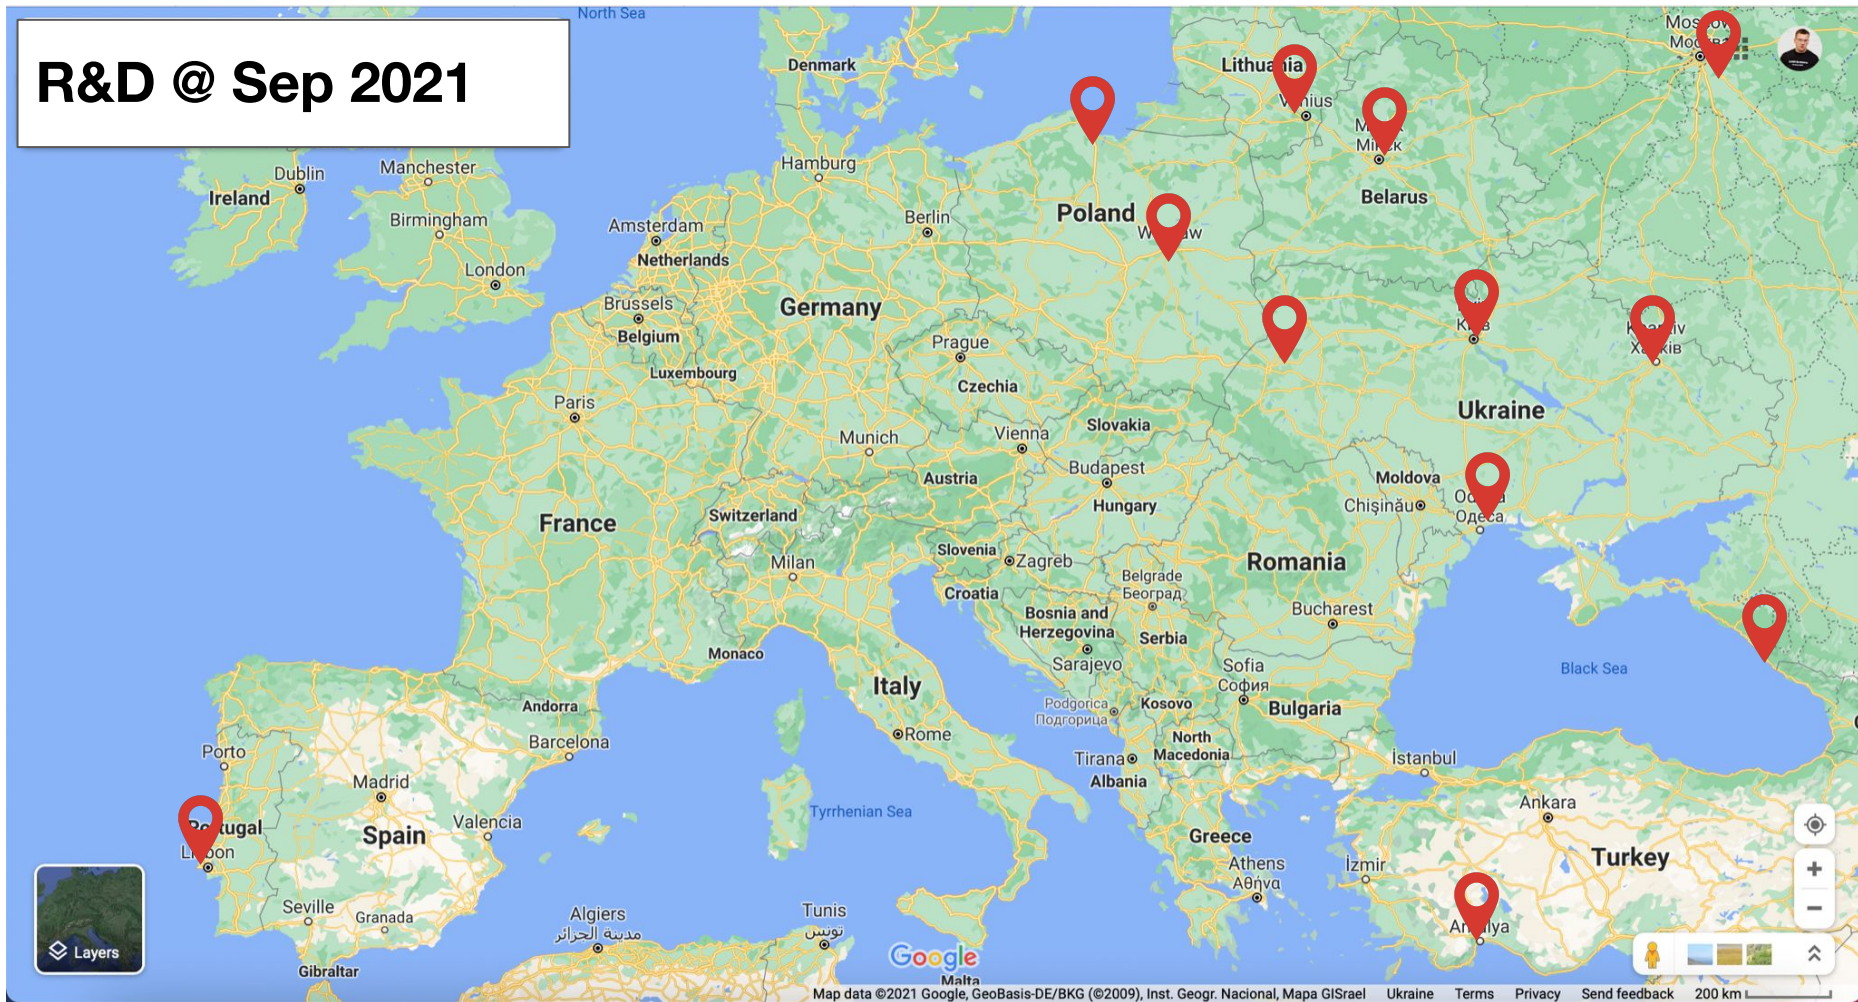 R&D @ Sep 2021
North Sea
Denmark
Lithuania
Dublin
Ireland
Manchester
Birmingham
London
Hamburg
Amsterdam
Netherlands
Berlin
Poland
Belarus
Brussels
Belgium
Germany
Luxembourg
Prague
Czechia
Paris
Munich
Vienna
Slovakia
Ukraine
Austria
Budapest
Hungary
Moldova
Chișinău
France
Switzerland
Slovenia
Zagreb
Milan
Croatia
Romania
Belgrade
Београд
Bosnia and
Herzegovina
Serbia
Bucharest
Sarajevo
Monaco
Black Sea
Italy
Andorra
Sofia
София
Podgorica
Подгорица
Kosovo
Bulgaria
Barcelona
Rome
North
Macedonia
Tirana
Albania
İstanbul
Porto
Madrid
Ankara
Tyrrhenian Sea
Valencia
Spain
Greece
Turkey
Athens
Αθήνα
İzmir
Seville
Granada
Algiers
مدينة الجزائر
Tunis
تونس
Layers
Gibraltar
Google
Malta
Map data ©2021 Google, GeoBasis-DE/BKG (©2009), Inst. Geogr. Nacional, Mapa GISrael Ukraine Terms Privacy Send feedback 200 km